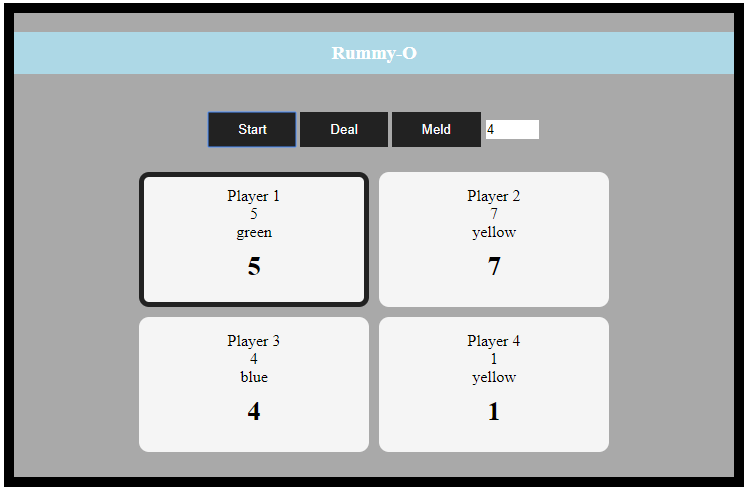 Rummy-O
Start Deal Meld 4
Player 1
5
green
5
Player 2
7
yellow
7
Player 3
4
blue
4
Player 4
1
yellow
1